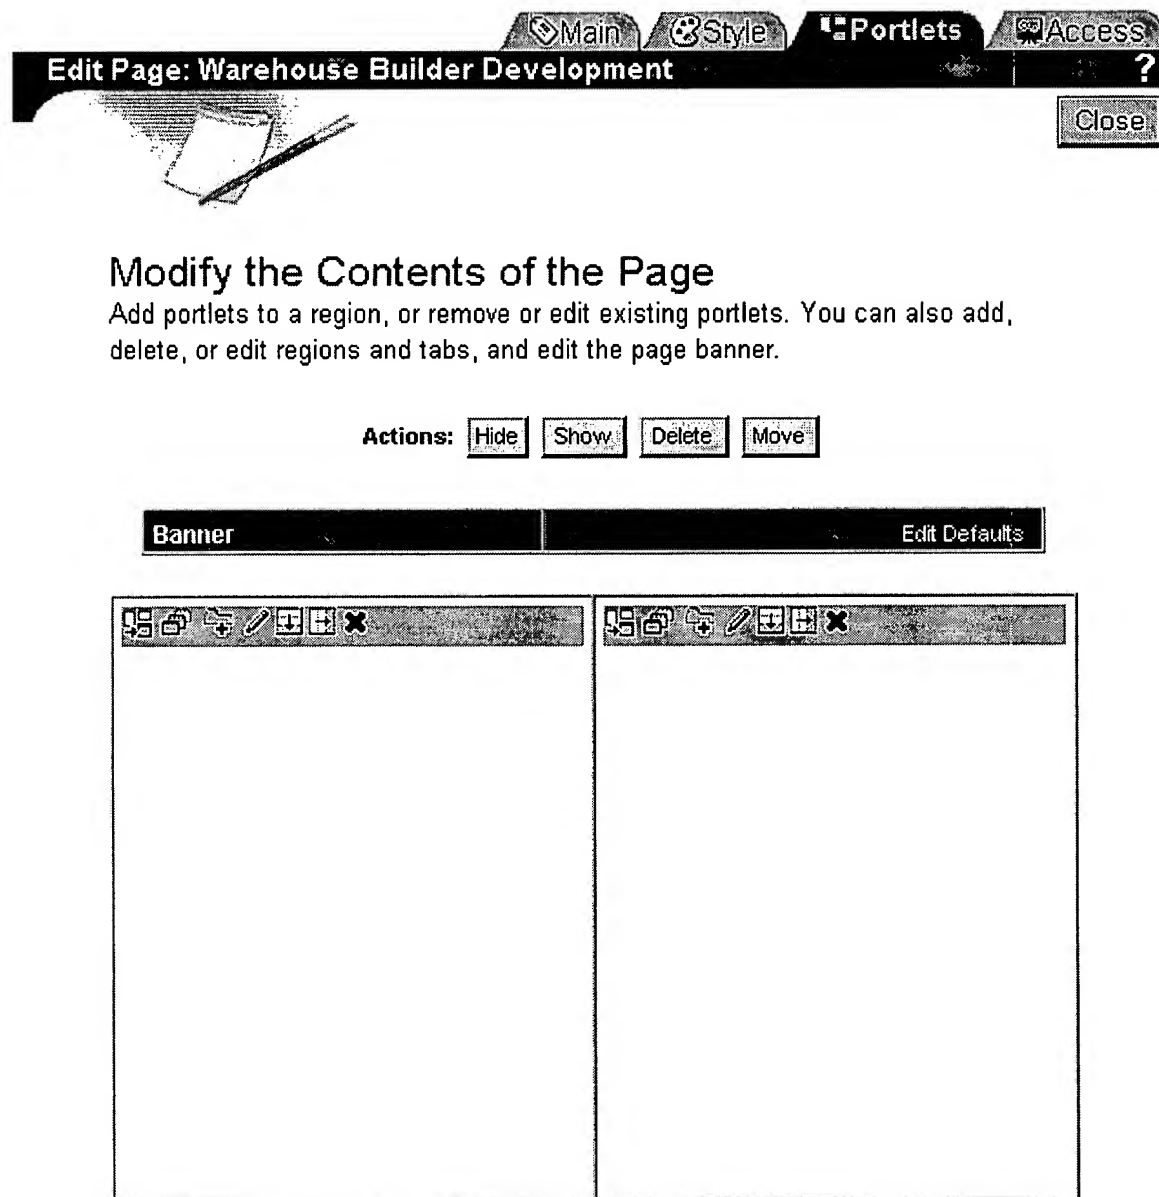 Main Style Portlets Access
Edit Page: Warehouse Builder Development ?
Close
Modify the Contents of the Page
Add portlets to a region, or remove or edit existing portlets. You can also add,
delete, or edit regions and tabs, and edit the page banner.
Actions: Hide Show Delete Move
Banner Edit Defaults